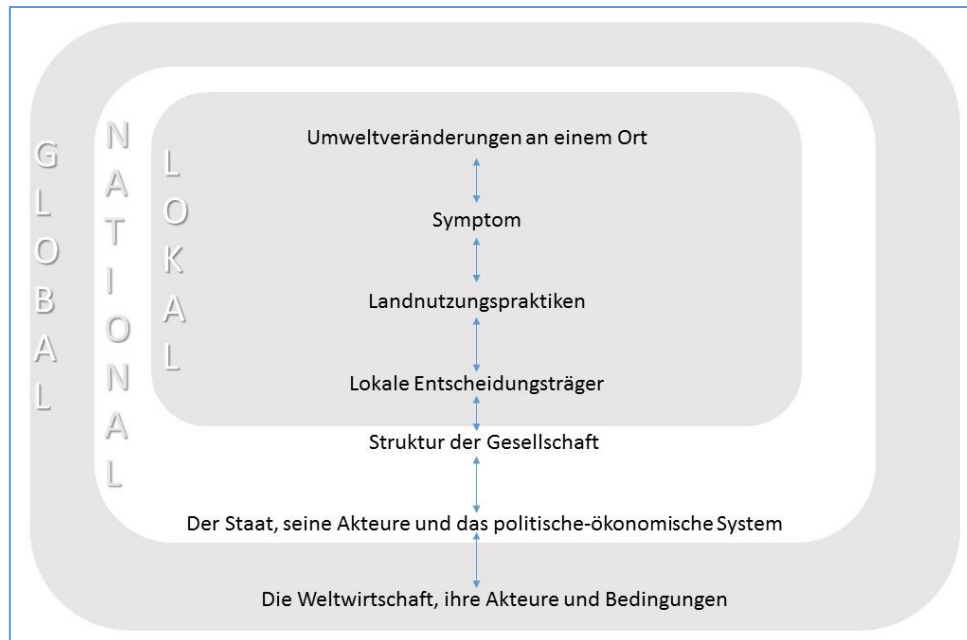 GLOBAL
NATIONAL
LOKAL
Umweltveränderungen an einem Ort
Symptom
Landnutzungspraktiken
Lokale Entscheidungsträger
Struktur der Gesellschaft
Der Staat, seine Akteure und das politische-ökonomische System
Die Weltwirtschaft, ihre Akteure und Bedingungen